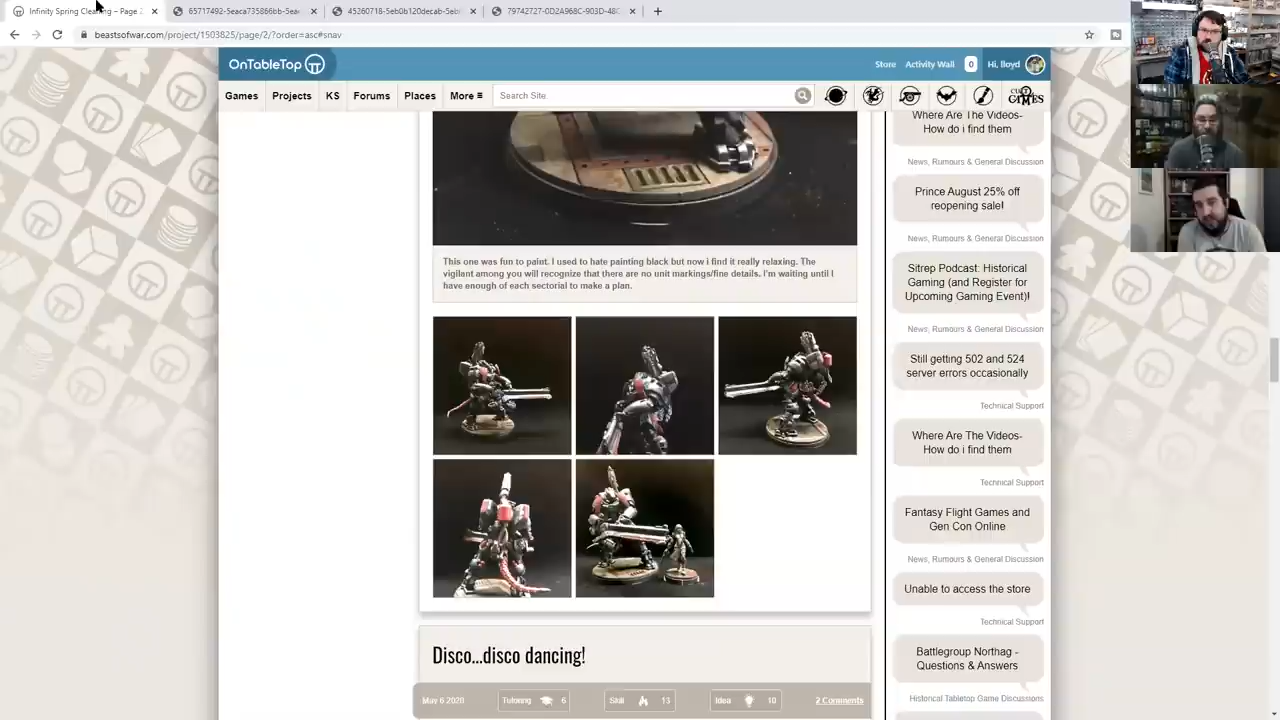 Infinity Spring Cleaning – Page 2
65717492-5eaca735866bb-5ea
79742727-0D2A968C-903D-480
beastsofwar.com/project/1503825/page/2/?order=asc#snav
OnTableTop
Store Activity Wall 0 Hi, lloyd
Games Projects KS Forums Places More ≡ Search Site
GAMES
Where Are The Videos-
How do i find them
News, Rumours & General Discussion
Prince August 25% off
reopening sale!
News, Rumours & General Discussion
Sitrep Podcast: Historical
Gaming (and Register for
Upcoming Gaming Event)!
News, Rumours & General Discussion
Still getting 502 and 524
server errors occasionally
Technical Support
Where Are The Videos-
How do i find them
Technical Support
Fantasy Flight Games and
Gen Con Online
News, Rumours & General Discussion
Unable to access the store
Technical Support
Battlegroup Northag -
Questions & Answers
Historical Tabletop Game Discussions
This one was fun to paint. I used to hate painting black but now i find it really relaxing. The
vigilant among you will recognize that there are no unit markings/fine details. I'm waiting until I
have enough of each sectorial to make a plan.
Disco...disco dancing!
May 6 2020 Tutoring 6 Skill 13 Idea 10 2 Comments